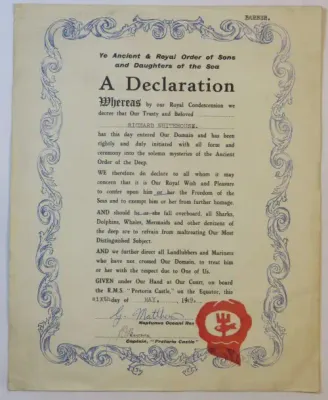 Ye Ancient & Royal Order of Sons
and Daughters of the Sea
A Declaration
Whereas by our Royal Condescension we
decree that Our Trusty and Beloved
RICHARD
has this day entered Our Domain and has been
rightly and duly initiated with all form and
ceremony into the solemn mysteries of the Ancient
Order of the Deep.
WE therefore do declare to all whom it may
concern that it is Our Royal Wish and Pleasure
to confer upon him or her the Freedom of the
Seas and to exempt him or her from further homage.
AND should he or she fall overboard, all Sharks,
Dolphins, Whales, Mermaids and other denizens of
the deep are to refrain from maltreating Our Most
Distinguished Subject.
AND we further direct all Landlubbers and Mariners
who have not crossed Our Domain, to treat him
or her with the respect due to One of Us.
GIVEN under Our Hand at Our Court, on board
the R.M.S. "Pretoria Castle," on the Equator, this
SIXTH day of MAY, 19
Neptunus Oceani Rex
Captain, "Pretoria Castle"